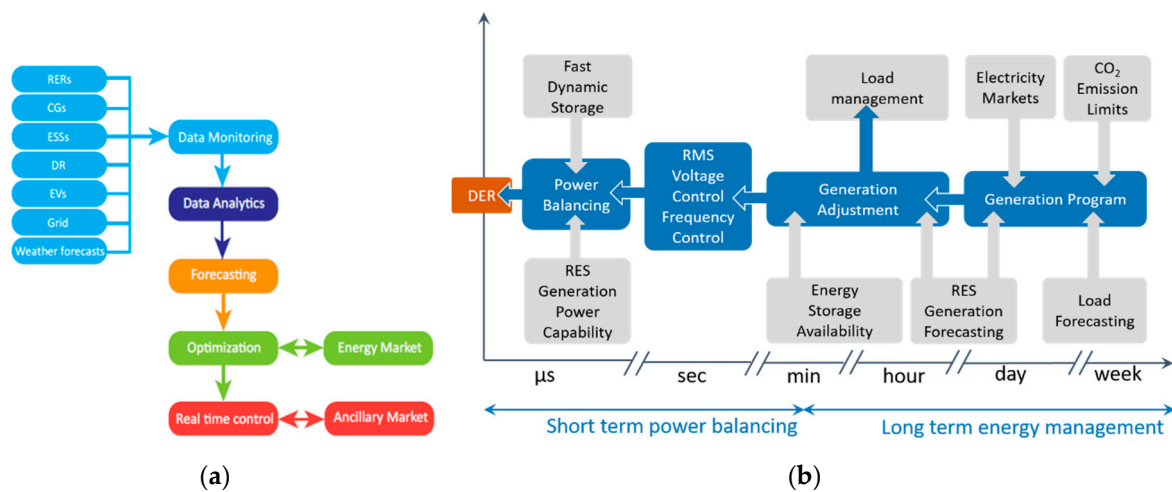 RERs
CGs
ESSs
DR
EVs
Grid
Weather forecasts
Data Monitoring
Data Analytics
Forecasting
Optimization
Energy Market
Real time control
Ancillary Market
(a)
Fast
Dynamic
Storage
Load
management
Electricity
Markets
CO₂
Emission
Limits
DER
Power
Balancing
RMS
Voltage
Control
Frequency
Control
Generation
Adjustment
Generation Program
RES
Generation
Power
Capability
Energy
Storage
Availability
RES
Generation
Forecasting
Load
Forecasting
μs
sec
min
hour
day
week
Short term power balancing
Long term energy management
(b)